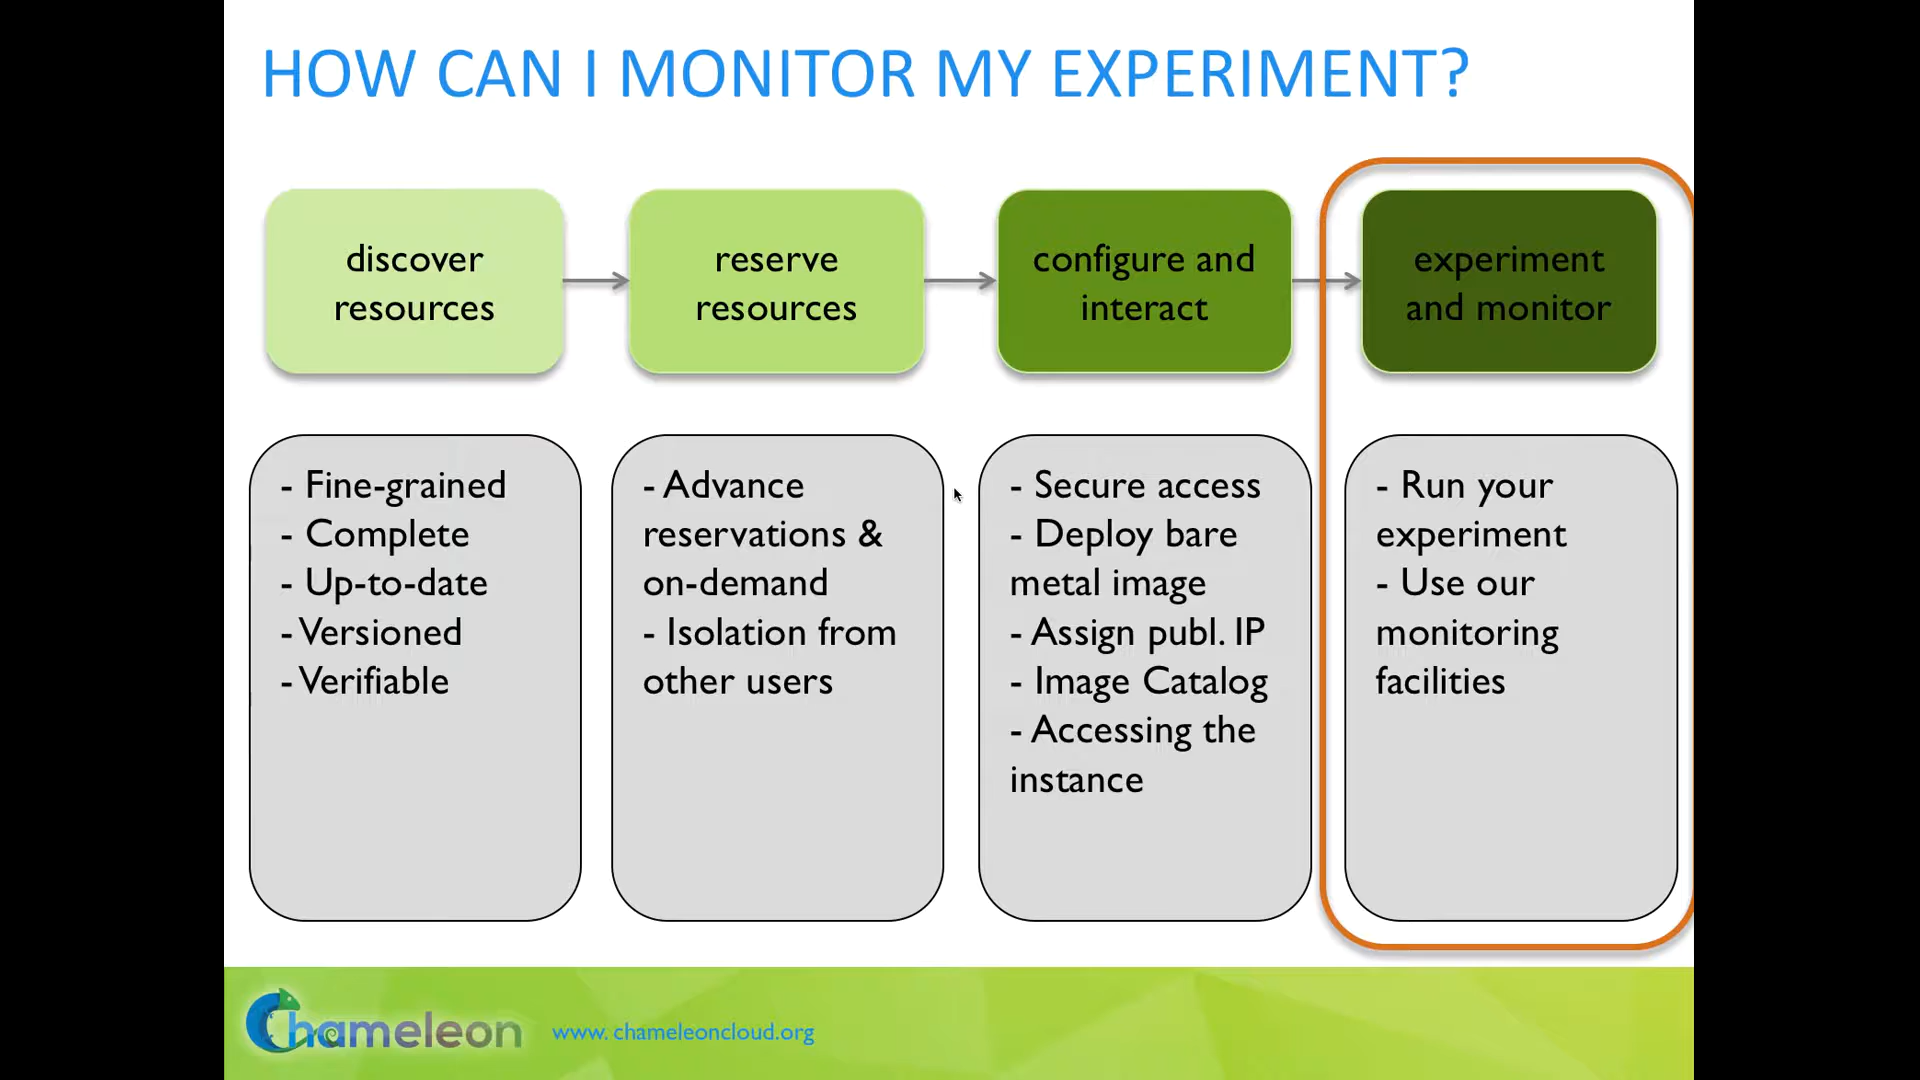 HOW CAN I MONITOR MY EXPERIMENT?
discover
resources
reserve
resources
configure and
interact
experiment
and monitor
- Fine-grained
- Complete
- Up-to-date
- Versioned
- Verifiable
- Advance
reservations &
on-demand
- Isolation from
other users
- Secure access
- Deploy bare
metal image
- Assign publ. IP
- Image Catalog
- Accessing the
instance
- Run your
experiment
- Use our
monitoring
facilities
Chameleon
www. chameleoncloud.org